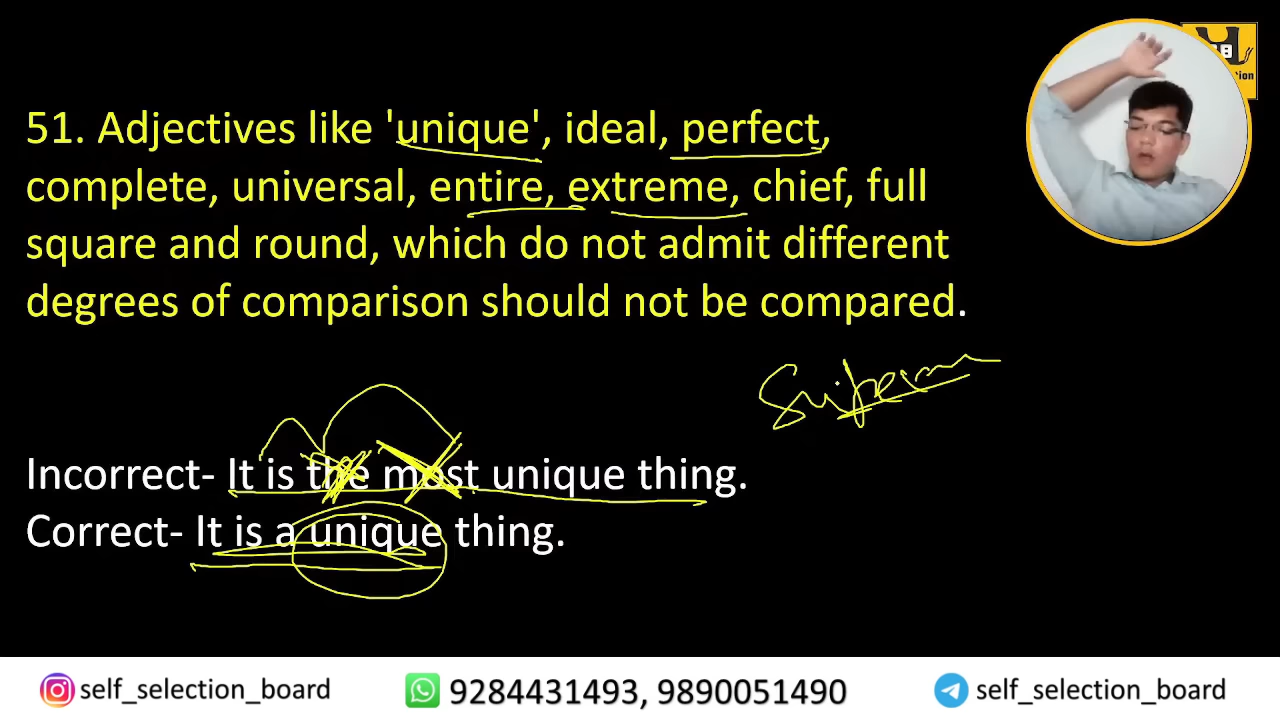 51. Adjectives like 'unique', ideal, perfect,
complete, universal, entire, extreme, chief, full
square and round, which do not admit different
degrees of comparison should not be compared.
Incorrect- It is the most unique thing.
Correct- It is a unique thing.
self_selection_board
9284431493, 9890051490
self_selection_board